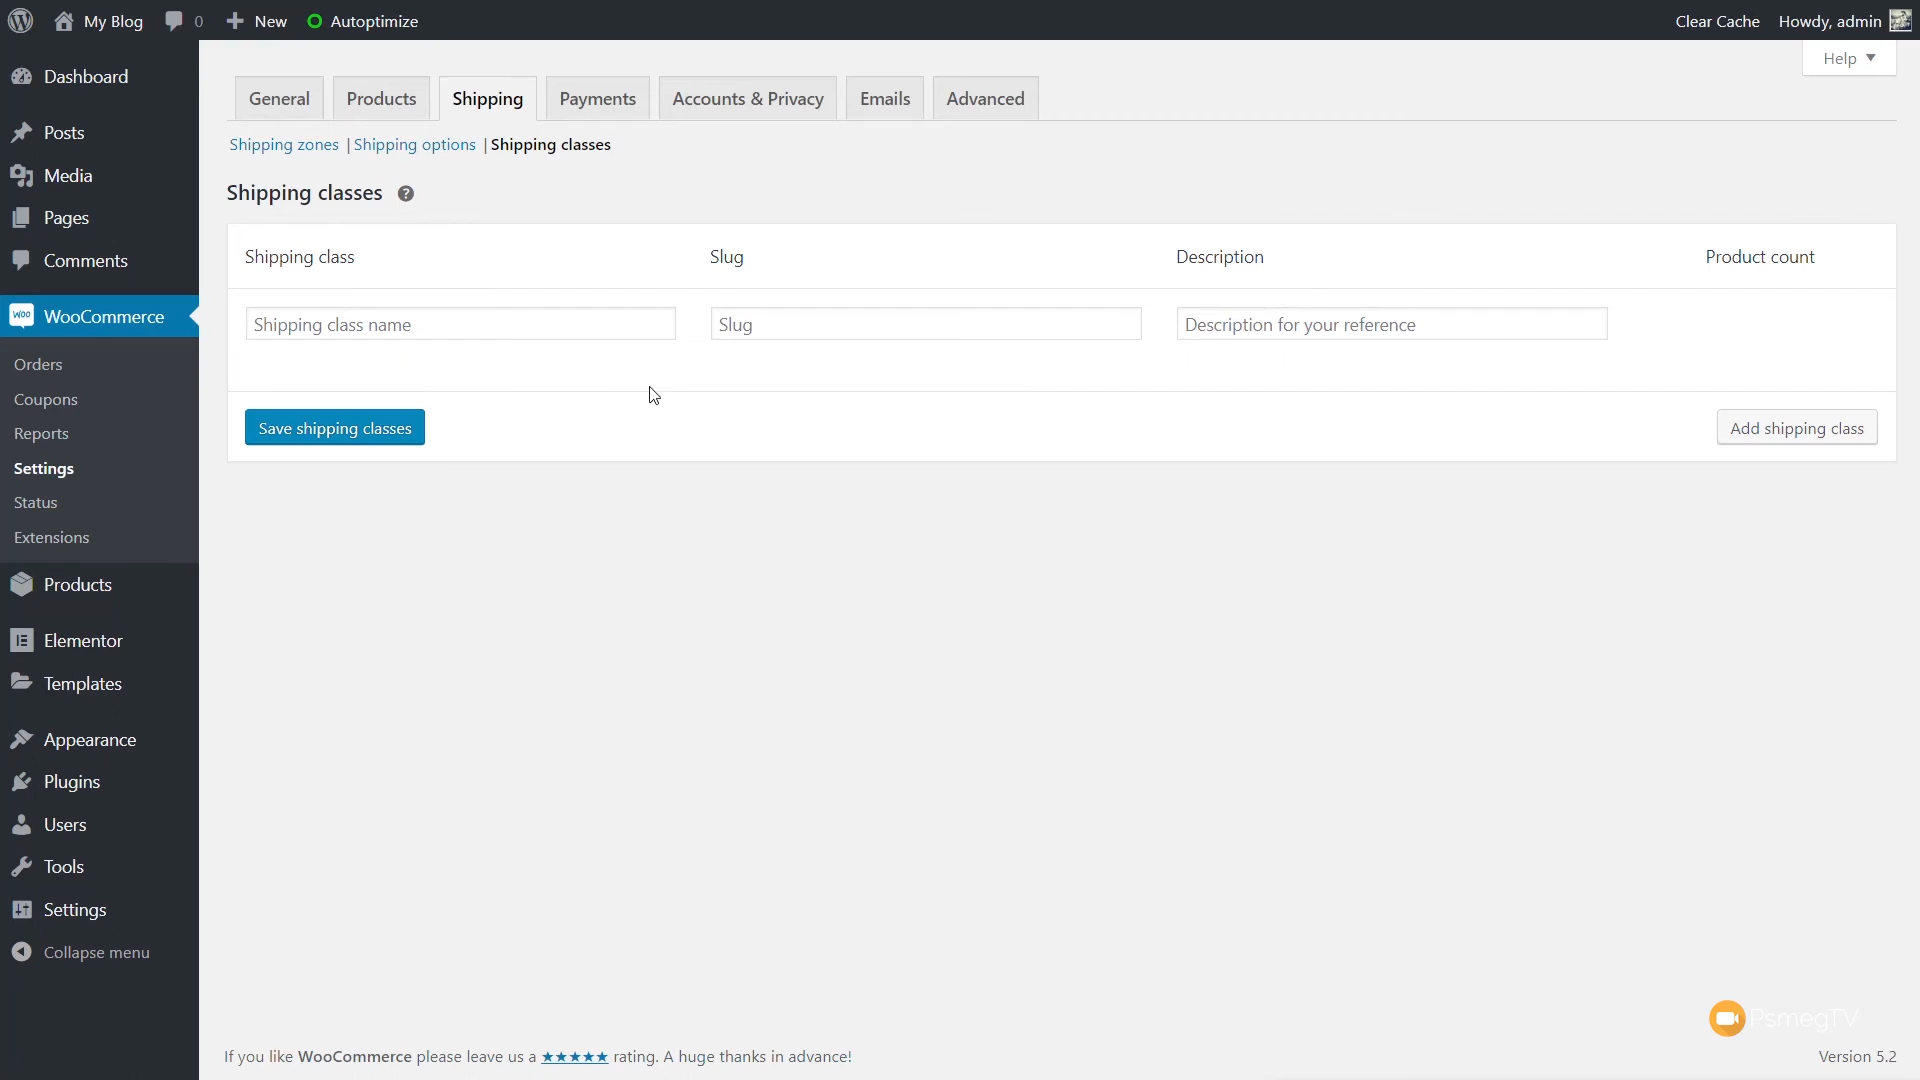 My Blog 0 New Autoptimize Clear Cache Howdy, admin
Help
Dashboard
Posts
Media
Pages
Comments
WOO WooCommerce
Orders
Coupons
Reports
Settings
Status
Extensions
Products
Elementor
Templates
Appearance
Plugins
Users
Tools
Settings
Collapse menu
General Products Shipping Payments Accounts & Privacy Emails Advanced
Shipping zones | Shipping options | Shipping classes
Shipping classes ?
Shipping class Slug Description Product count
Shipping class name Slug Description for your reference
Save shipping classes Add shipping class
PsmegTV
If you like WooCommerce please leave us a ★★★★★ rating. A huge thanks in advance! Version 5.2